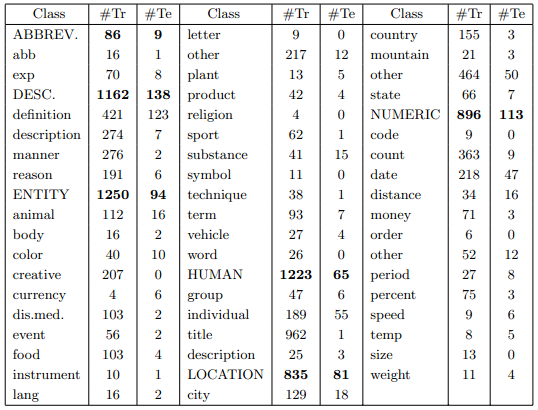 Class #Tr #Te Class #Tr #Te Class #Tr #Te
ABBREV. 86 9 letter 9 0 country 155 3
abb 16 1 other 217 12 mountain 21 3
exp 70 8 plant 13 5 other 464 50
DESC. 1162 138 product 42 4 state 66 7
definition 421 123 religion 4 0 NUMERIC 896 113
description 274 7 sport 62 1 code 9 0
manner 276 2 substance 41 15 count 363 9
reason 191 6 symbol 11 0 date 218 47
ENTITY 1250 94 technique 38 1 distance 34 16
animal 112 16 term 93 7 money 71 3
body 16 2 vehicle 27 4 order 6 0
color 40 10 word 26 0 other 52 12
creative 207 0 HUMAN 1223 65 period 27 8
currency 4 6 group 47 6 percent 75 3
dis.med. 103 2 individual 189 55 speed 9 6
event 56 2 title 962 1 temp 8 5
food 103 4 description 25 3 size 13 0
instrument 10 1 LOCATION 835 81 weight 11 4
lang 16 2 city 129 18